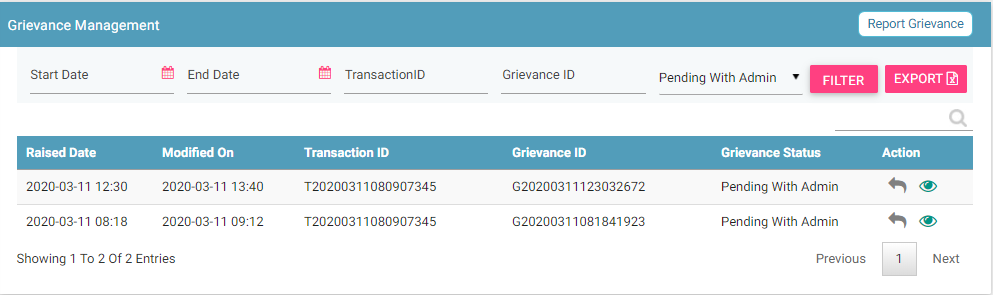 Grievance Management Report Grievance
Start Date End Date TransactionID Grievance ID Pending With Admin FILTER EXPORT
Raised Date Modified On Transaction ID Grievance ID Grievance Status Action
2020-03-11 12:30 2020-03-11 13:40 T20200311080907345 G20200311123032672 Pending With Admin
2020-03-11 08:18 2020-03-11 09:12 T20200311080907345 G20200311081841923 Pending With Admin
Showing 1 To 2 Of 2 Entries Previous 1 Next